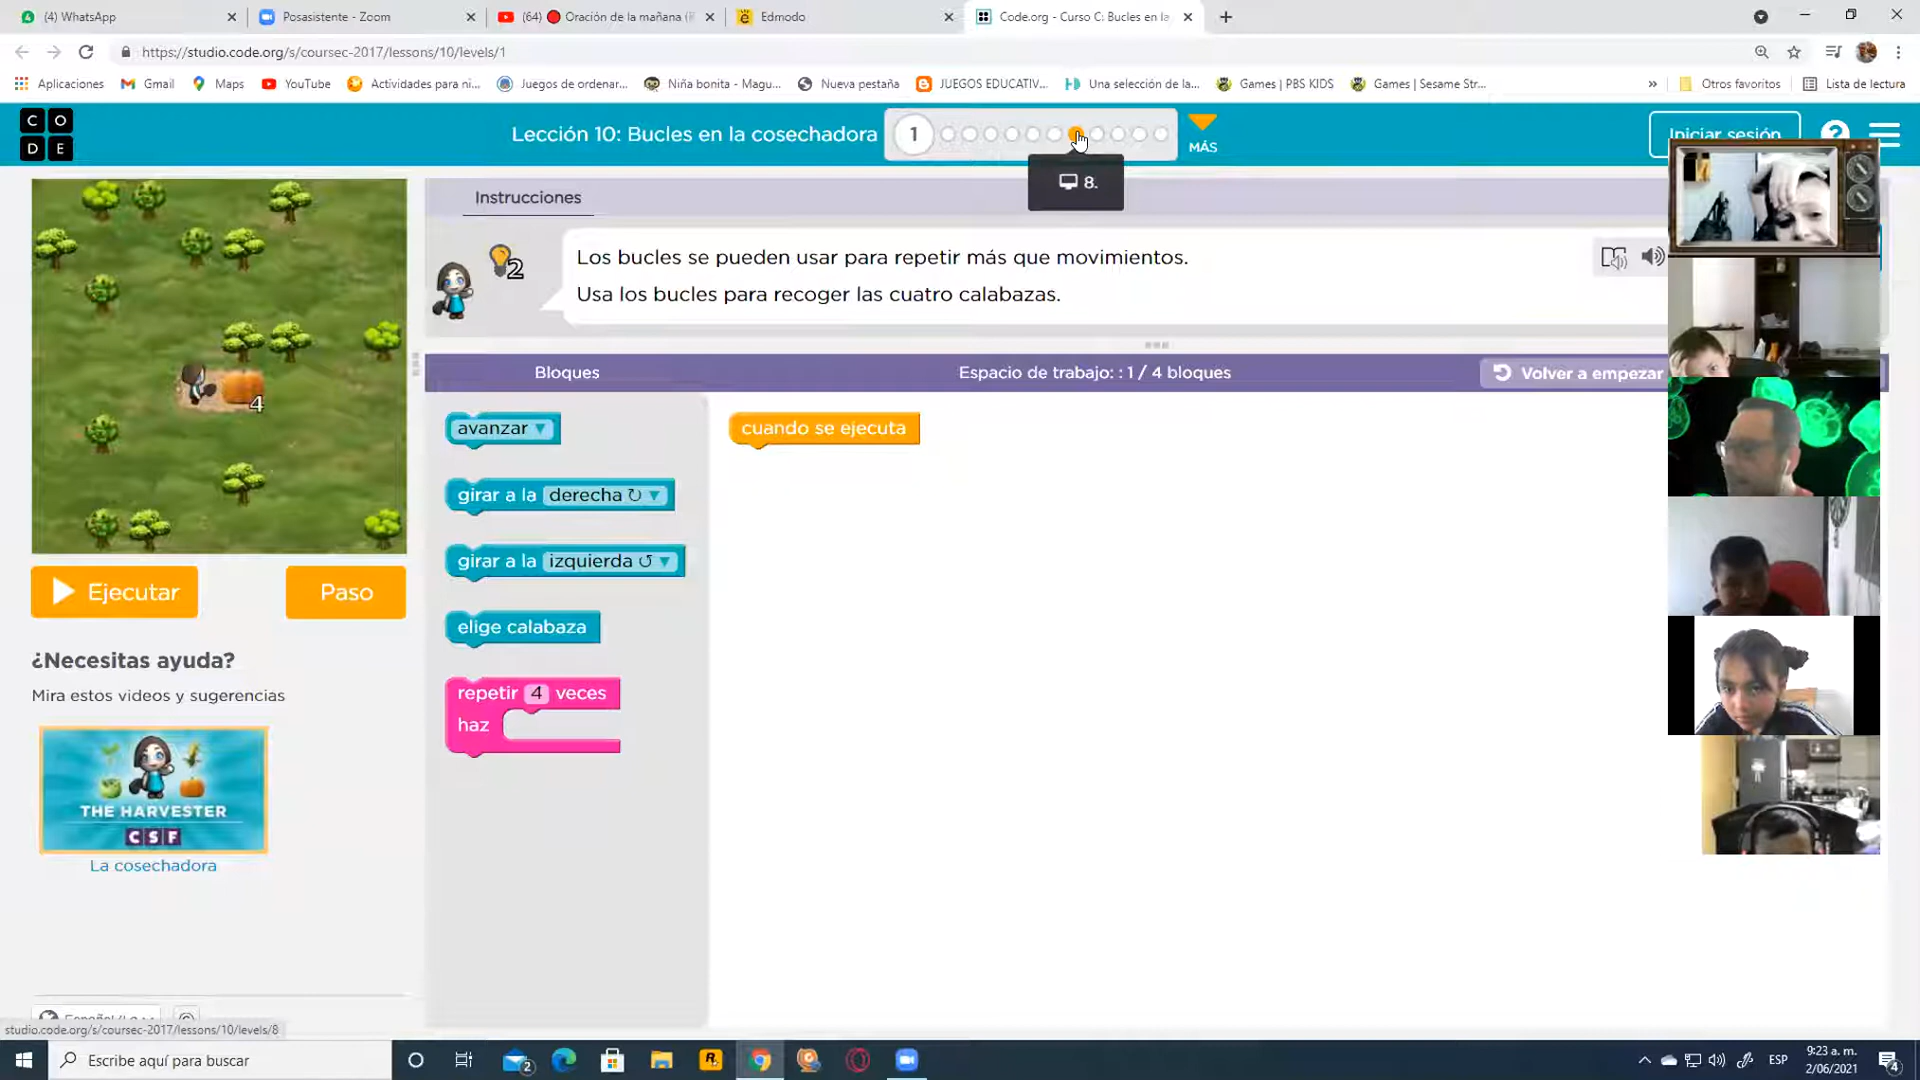 (4) WhatsApp
Posasistente - Zoom
(64) 🔴 Oración de la mañana (
Edmodo
Code.org - Curso C: Bucles en la
https://studio.code.org/s/coursec-2017/lessons/10/levels/1
Aplicaciones
Gmail
Maps
YouTube
Actividades para ni...
Juegos de ordenar...
Niña bonita - Magu...
Nueva pestaña
JUEGOS EDUCATIV...
Una selección de la...
Games | PBS KIDS
Games | Sesame Str...
»
Otros favoritos
Lista de lectura
C O
D E
Lección 10: Bucles en la cosechadora
1
MÁS
Iniciar sesión
?
8.
Instrucciones
2
Los bucles se pueden usar para repetir más que movimientos.
Usa los bucles para recoger las cuatro calabazas.
4
Bloques
Espacio de trabajo: : 1 / 4 bloques
Volver a empezar
avanzar
girar a la derecha ↻
girar a la izquierda ↺
elige calabaza
repetir 4 veces
haz
cuando se ejecuta
Ejecutar
Paso
¿Necesitas ayuda?
Mira estos videos y sugerencias
THE HARVESTER
C S F
La cosechadora
studio.code.org/s/coursec-2017/lessons/10/levels/8
Escribe aquí para buscar
2
ESP
9:23 a. m.
2/06/2021
4